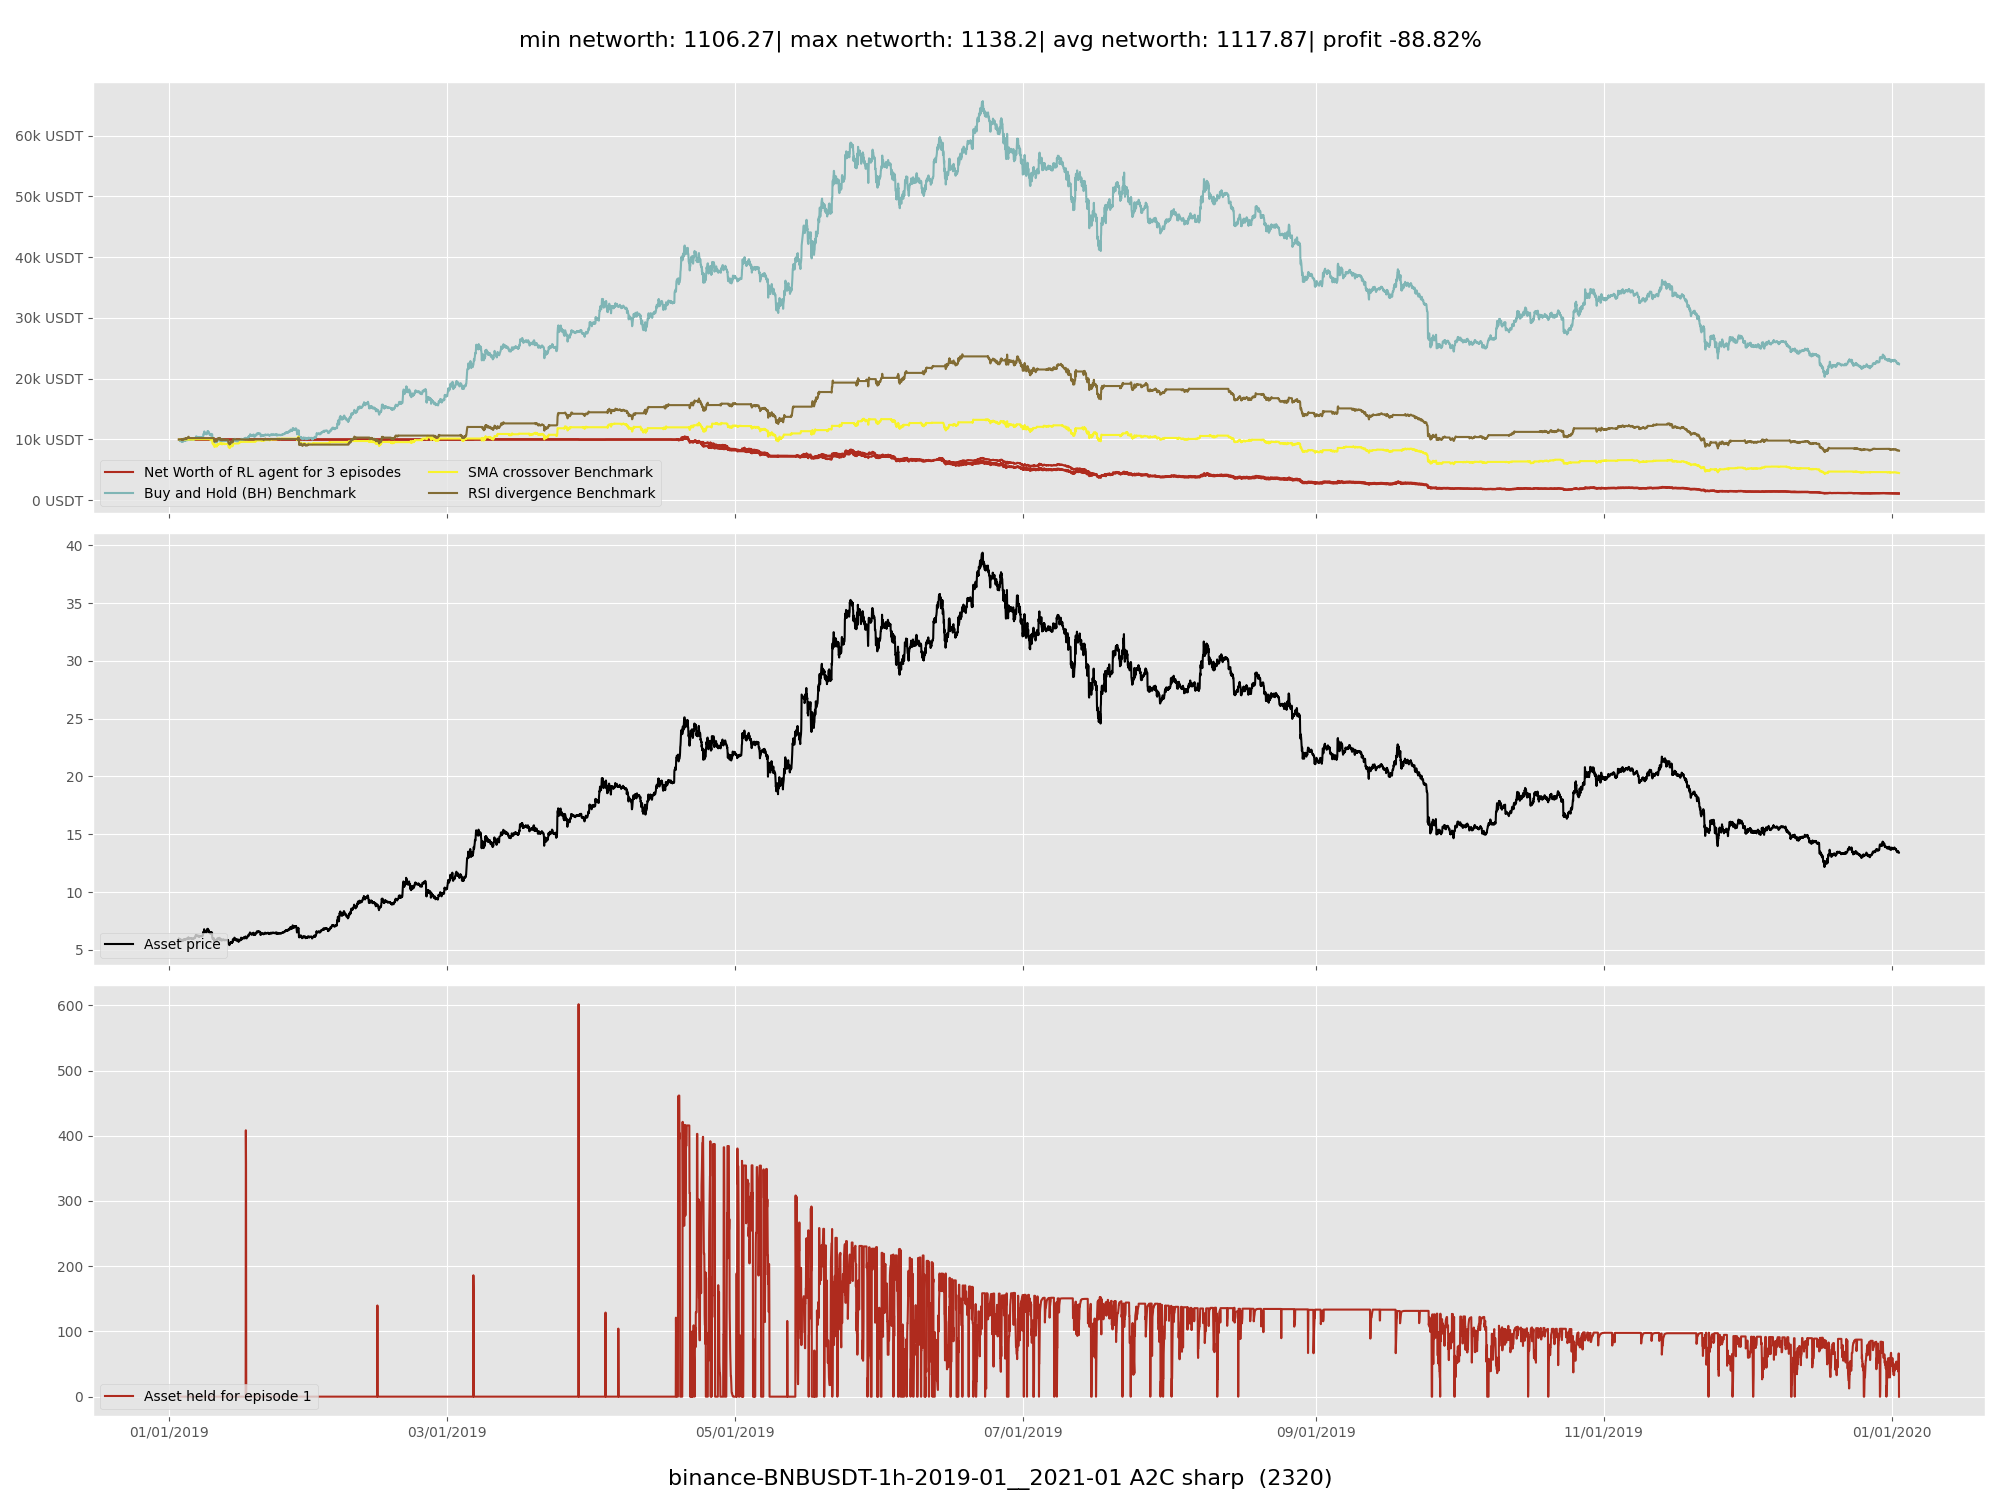 min networth: 1106.27| max networth: 1138.2| avg networth: 1117.87| profit -88.82%
60k USDT
50k USDT
40k USDT
30k USDT
20k USDT
10k USDT
0 USDT
Net Worth of RL agent for 3 episodes
Buy and Hold (BH) Benchmark
SMA crossover Benchmark
RSI divergence Benchmark
40
35
30
25
20
15
10
5
Asset price
600
500
400
300
200
100
0
Asset held for episode 1
01/01/2019
03/01/2019
05/01/2019
07/01/2019
09/01/2019
11/01/2019
01/01/2020
binance-BNBUSDT-1h-2019-01__2021-01 A2C sharp (2320)